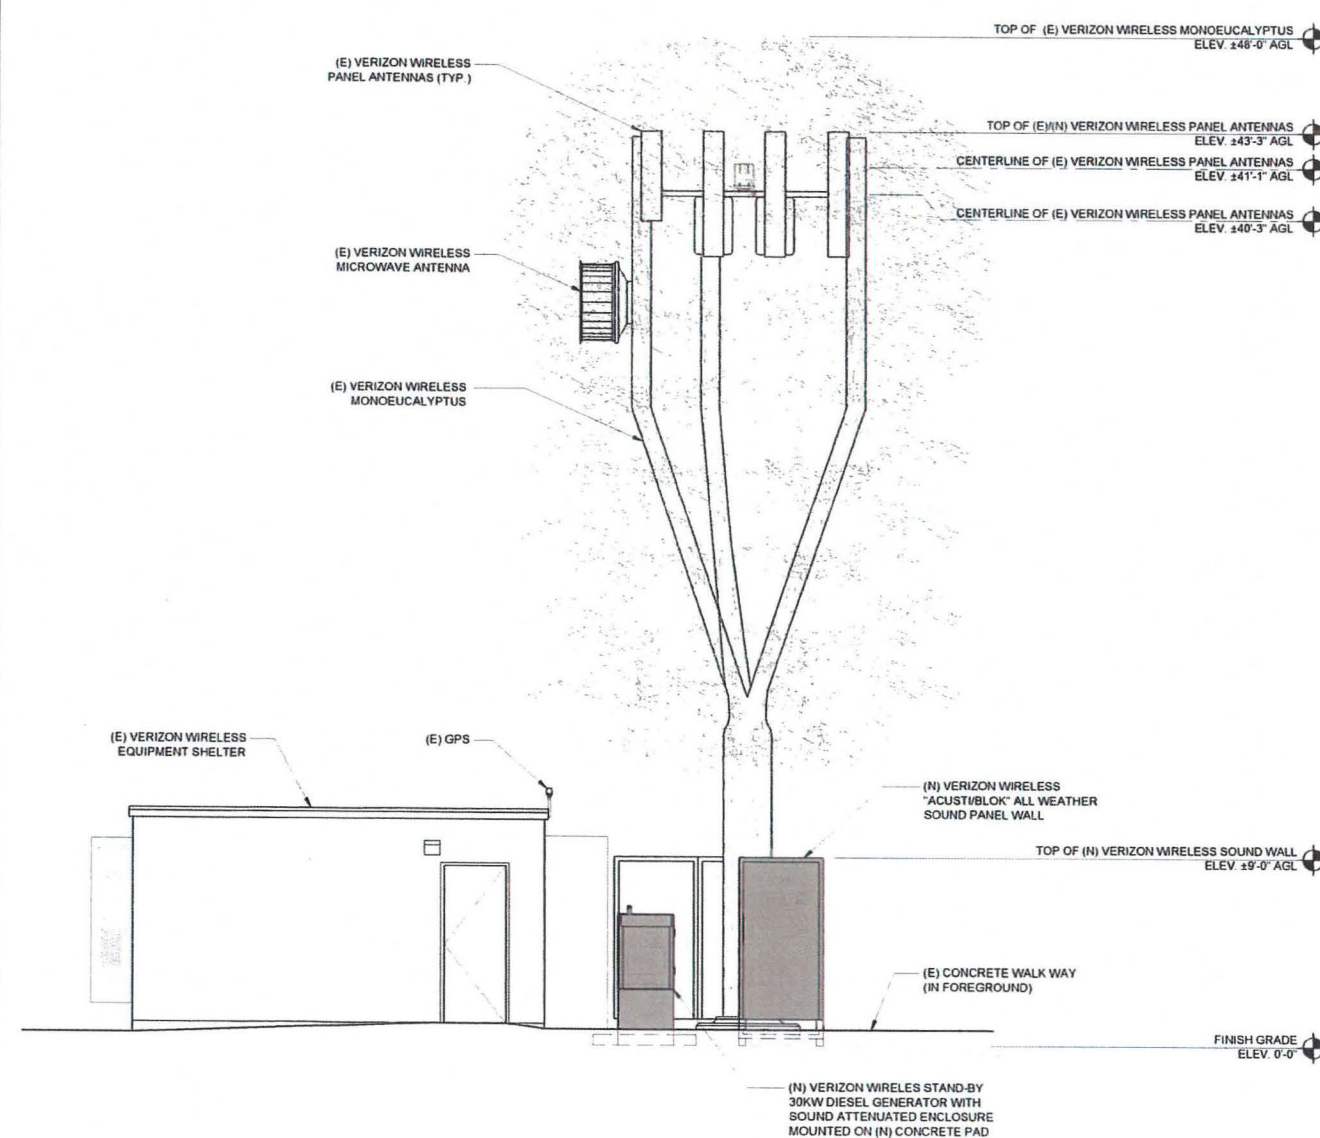 TOP OF (E) VERIZON WIRELESS MONOEUCALYPTUS
ELEV. ±48'-0" AGL
(E) VERIZON WIRELESS
PANEL ANTENNAS (TYP.)
TOP OF (E)/(N) VERIZON WIRELESS PANEL ANTENNAS
ELEV. ±43'-3" AGL
CENTERLINE OF (E) VERIZON WIRELESS PANEL ANTENNAS
ELEV. ±41'-1" AGL
CENTERLINE OF (E) VERIZON WIRELESS PANEL ANTENNAS
ELEV. ±40'-3" AGL
(E) VERIZON WIRELESS
MICROWAVE ANTENNA
(E) VERIZON WIRELESS
MONOEUCALYPTUS
(E) VERIZON WIRELESS
EQUIPMENT SHELTER
(E) GPS
(N) VERIZON WIRELESS
"ACUSTI/BLOK" ALL WEATHER
SOUND PANEL WALL
TOP OF (N) VERIZON WIRELESS SOUND WALL
ELEV. ±9'-0" AGL
(E) CONCRETE WALK WAY
(IN FOREGROUND)
FINISH GRADE
ELEV. 0'-0"
(N) VERIZON WIRELES STAND-BY
30KW DIESEL GENERATOR WITH
SOUND ATTENUATED ENCLOSURE
MOUNTED ON (N) CONCRETE PAD